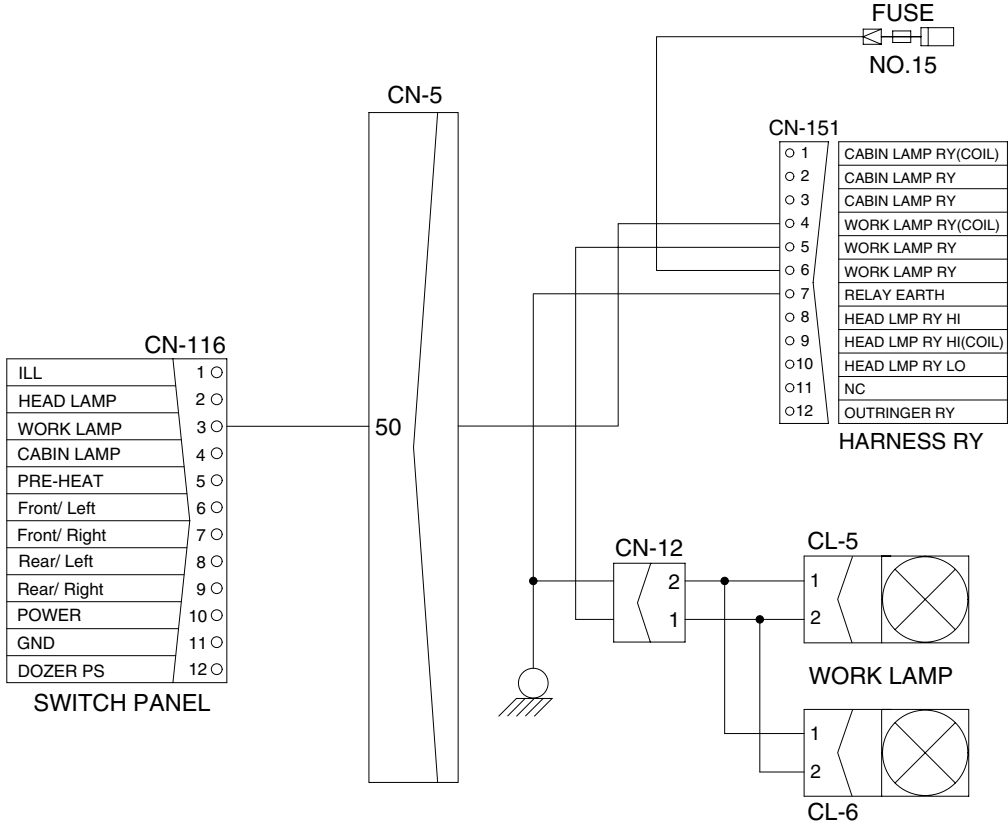 FUSE
NO.15
CN-5
50
CN-151
1 CABIN LAMP RY(COIL)
2 CABIN LAMP RY
3 CABIN LAMP RY
4 WORK LAMP RY(COIL)
5 WORK LAMP RY
6 WORK LAMP RY
7 RELAY EARTH
8 HEAD LMP RY HI
9 HEAD LMP RY HI(COIL)
10 HEAD LMP RY LO
11 NC
12 OUTRINGER RY
HARNESS RY
CN-116
ILL 1
HEAD LAMP 2
WORK LAMP 3
CABIN LAMP 4
PRE-HEAT 5
Front/ Left 6
Front/ Right 7
Rear/ Left 8
Rear/ Right 9
POWER 10
GND 11
DOZER PS 12
SWITCH PANEL
CN-12
2
1
CL-5
1
2
WORK LAMP
1
2
CL-6